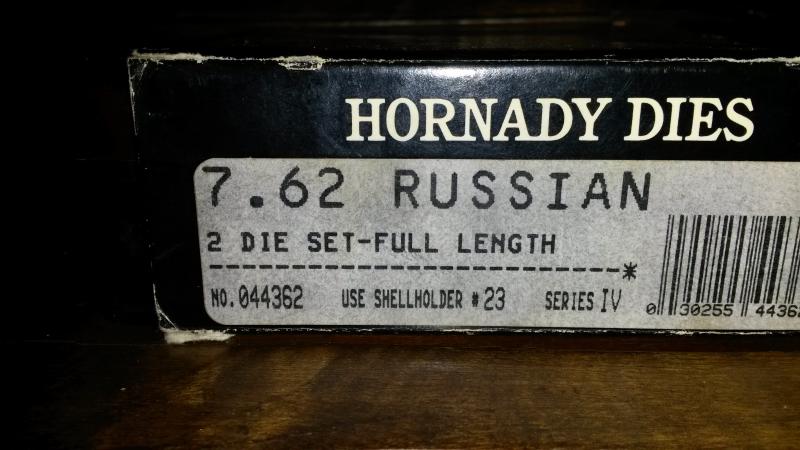 HORNADY DIES
7.62 RUSSIAN
2 DIE SET-FULL LENGTH
--------------------------------*
NO. 044362 USE SHELLHOLDER #23 SERIES IV
0 30255 4436